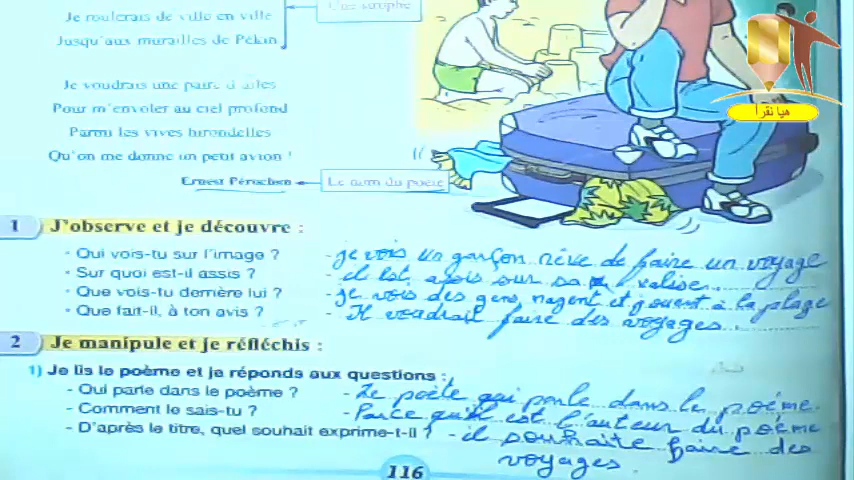 Je roulerais de ville en ville
Une strophe
Jusqu'aux murailles de Pékin
Je voudrais une paire d'ailes
Pour m'envoler au ciel profond
Parmi les vives hirondelles
Qu'on me donne un petit avion !
Ernest Pérochon
Le nom du poète
هيا نقرأ
1 J'observe et je découvre :
• Qui vois-tu sur l'image ? - je vois un garçon rêve de faire un voyage
• Sur quoi est-il assis ? - il est assis sur sa valise
• Que vois-tu derrière lui ? - je vois des gens nagent et jouent à la plage
• Que fait-il, à ton avis ? - Il voudrait faire des voyages
2 Je manipule et je réfléchis :
1) Je lis le poème et je réponds aux questions :
- Qui parle dans le poème ? - Le poète qui parle dans le poéme.
- Comment le sais-tu ? - Parce qu'il est l'auteur du poéme
- D'après le titre, quel souhait exprime-t-il ? - il souhaite faire des
voyages.
116